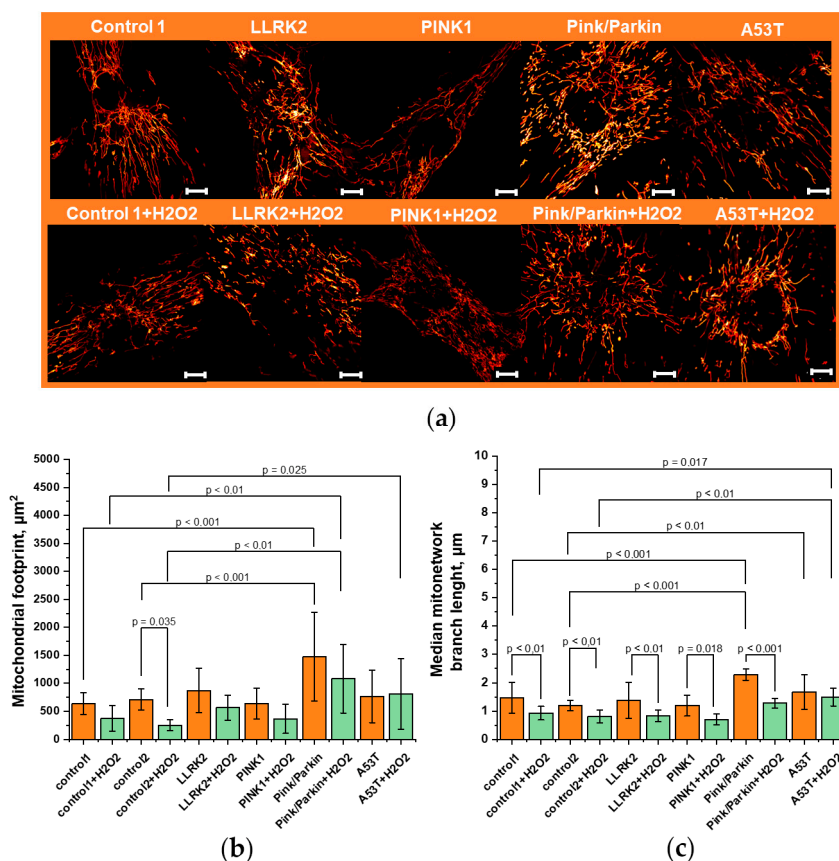 Control 1 LLRK2 PINK1 Pink/Parkin A53T
Control 1+H2O2 LLRK2+H2O2 PINK1+H2O2 Pink/Parkin+H2O2 A53T+H2O2
(a)
Mitochondrial footprint, µm²
5000
4500
4000
3500
3000
2500
2000
1500
1000
500
0
p = 0.025
p < 0.01
p < 0.001
p < 0.01
p < 0.001
p = 0.035
control1
control1+H2O2
control2
control2+H2O2
LLRK2
LLRK2+H2O2
PINK1
PINK1+H2O2
Pink/Parkin
Pink/Parkin+H2O2
A53T
A53T+H2O2
(b)
Median mitonetwork
branch lenght, µm
10
9
8
7
6
5
4
3
2
1
0
p = 0.017
p < 0.01
p < 0.01
p < 0.001
p < 0.001
p < 0.01
p < 0.01
p < 0.01
p = 0.018
p < 0.001
control1
control1+H2O2
control2
control2+H2O2
LLRK2
LLRK2+H2O2
PINK1
PINK1+H2O2
Pink/Parkin
Pink/Parkin+H2O2
A53T
A53T+H2O2
(c)